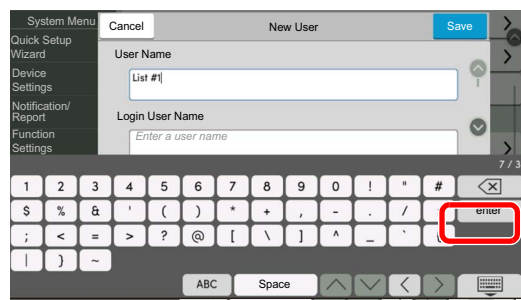 System Menu
Cancel
New User
Save
Quick Setup
Wizard
User Name
Device
Settings
List #1
Notification/
Report
Login User Name
Function
Settings
Enter a user name
7 / 3
1 2 3 4 5 6 7 8 9 0 ! " #
$ % & ' ( ) * + , - . / enter
; < = > ? @ [ \ ] ^ _ `
| } ~
ABC Space